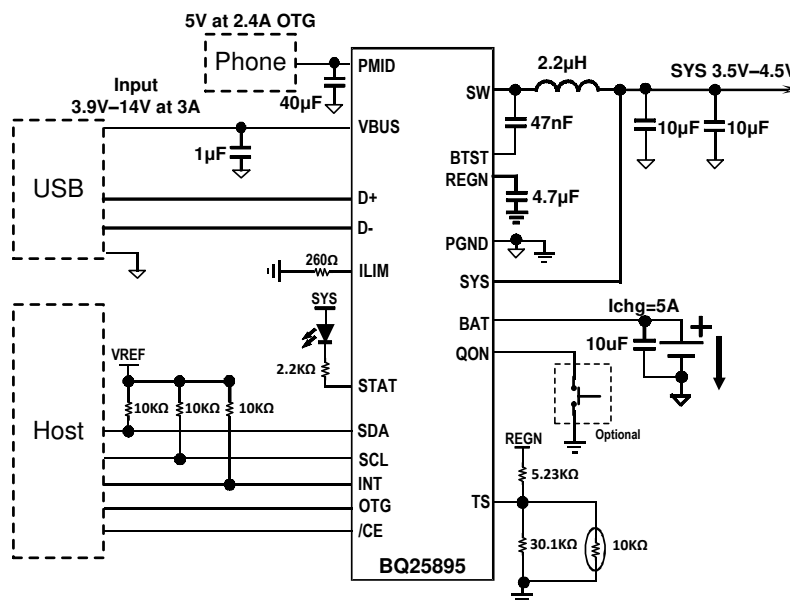 5V at 2.4A OTG
Phone
PMID
40µF
Input
3.9V–14V at 3A
VBUS
1µF
USB
D+
D-
260Ω
ILIM
SYS
2.2KΩ
STAT
VREF
10KΩ
10KΩ
10KΩ
Host
SDA
SCL
INT
OTG
/CE
BQ25895
2.2µH
SYS 3.5V–4.5V
SW
47nF
10µF
10µF
BTST
REGN
4.7µF
PGND
SYS
Ichg=5A
BAT
10uF
+
QON
Optional
REGN
5.23KΩ
TS
30.1KΩ
10KΩ